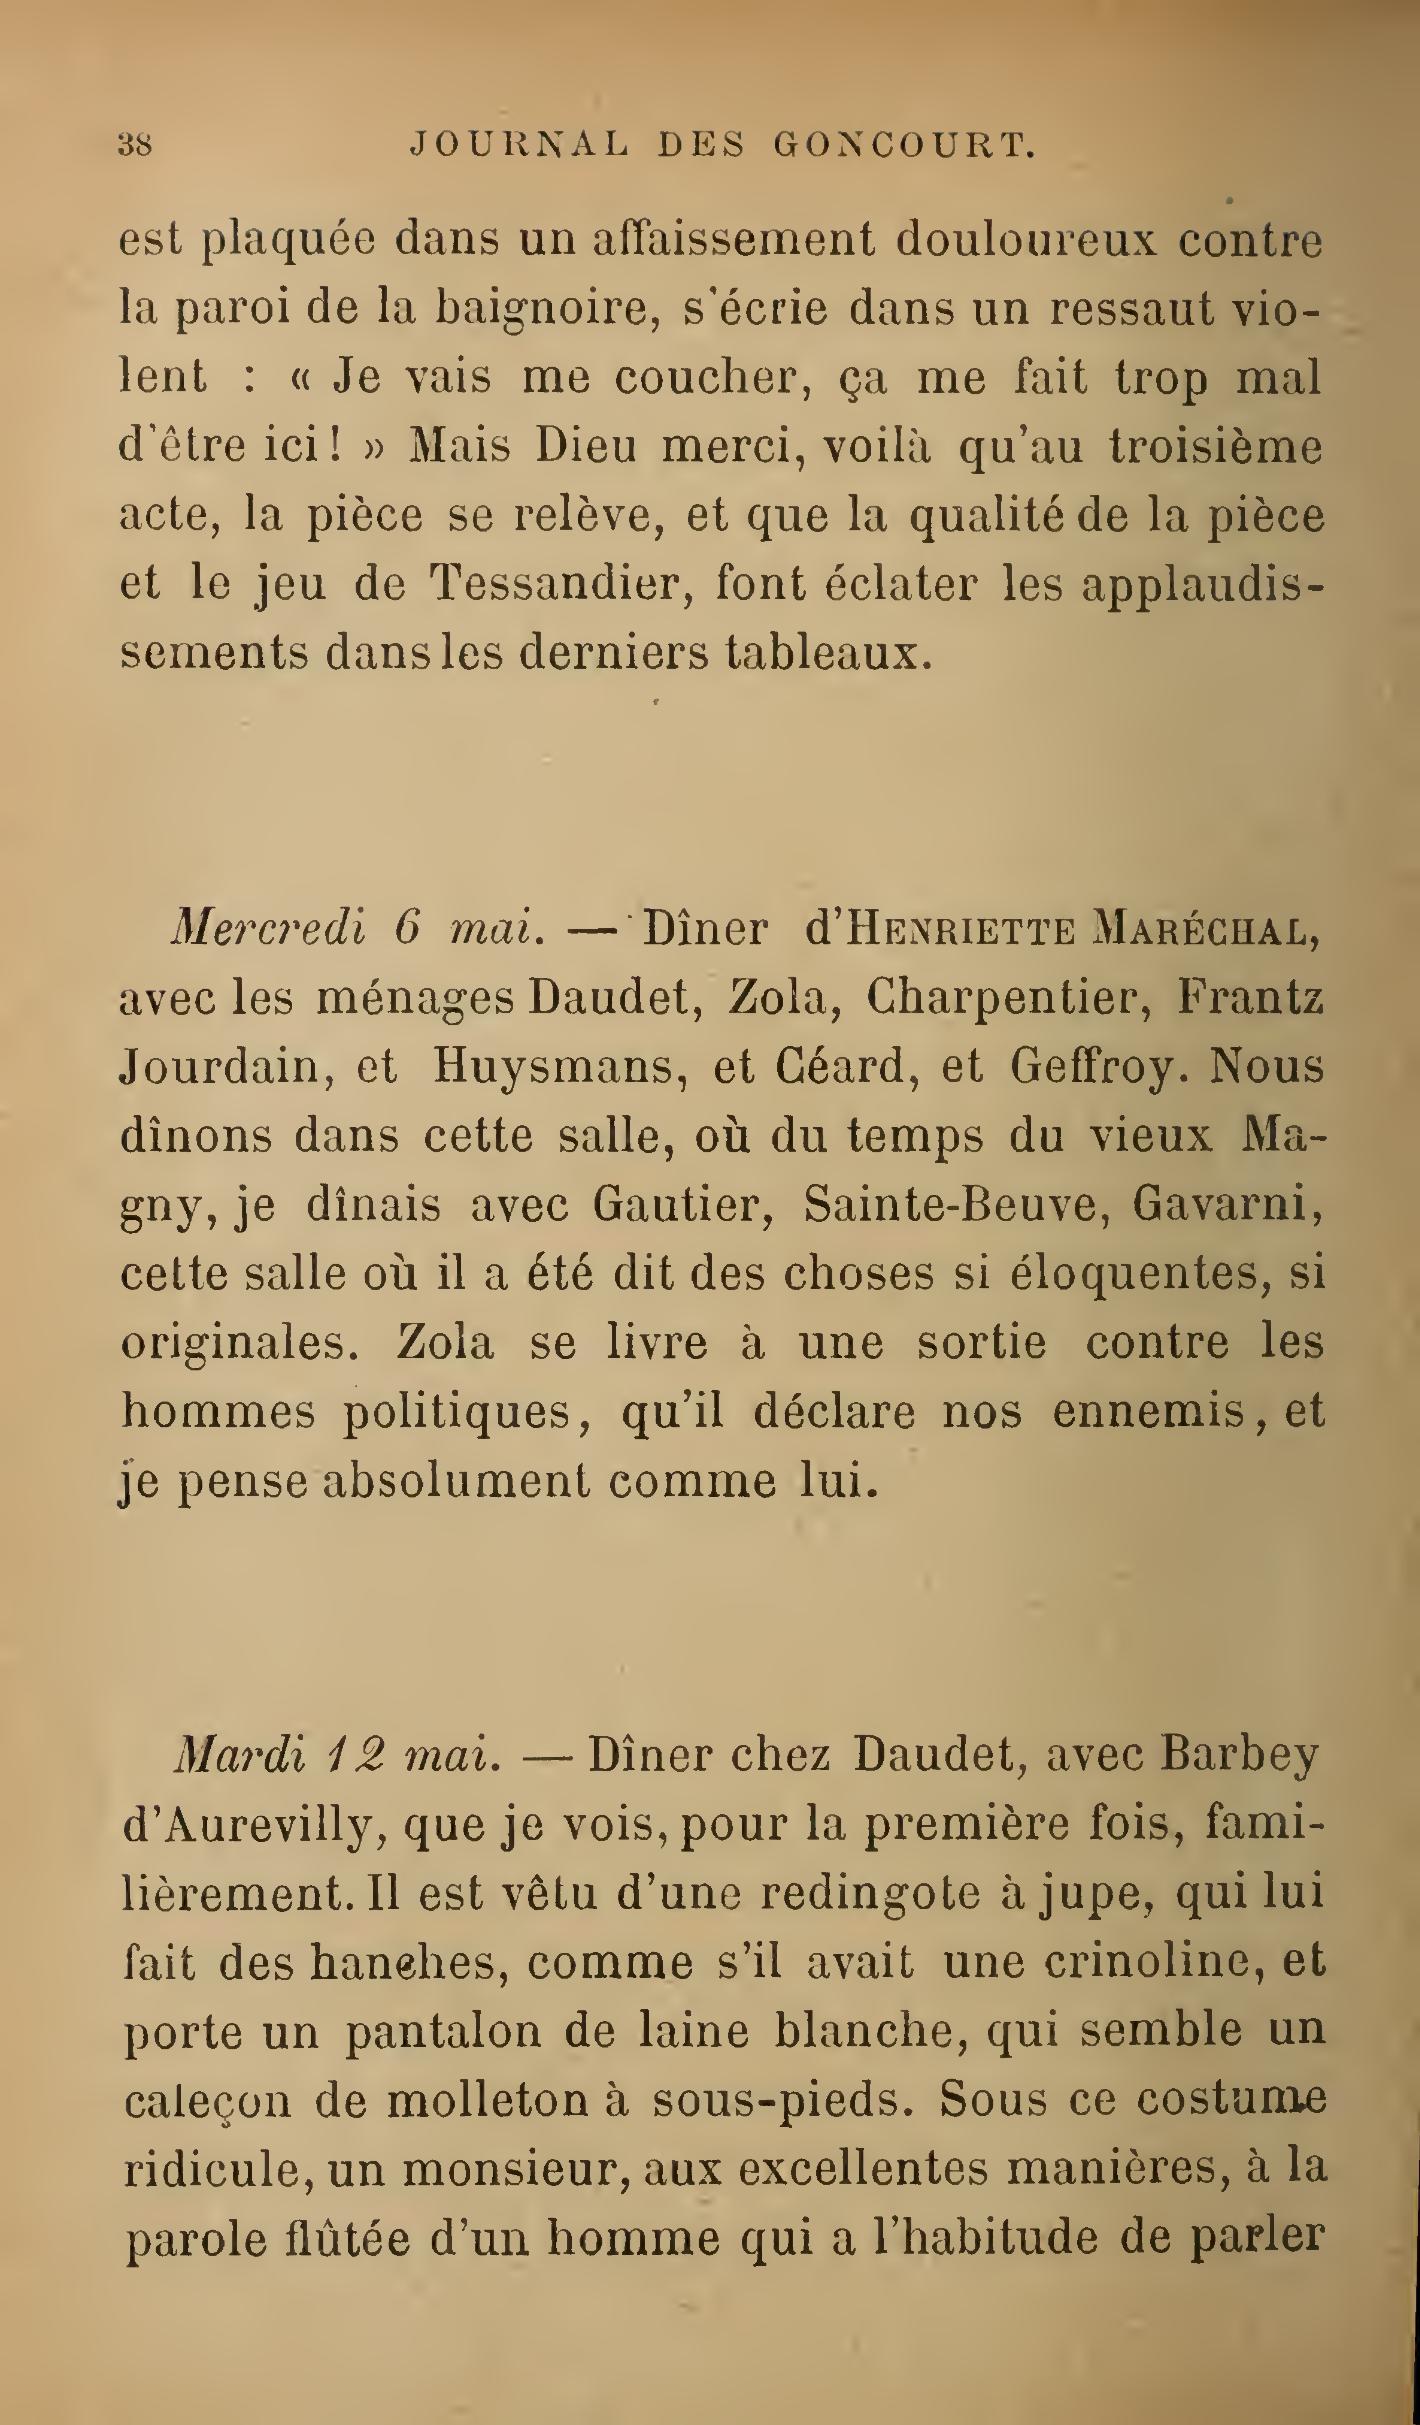 38 JOURNAL DES GONCOURT.
est plaquée dans un affaissement douloureux contre
la paroi de la baignoire, s'écrie dans un ressaut vio-
lent : « Je vais me coucher, ça me fait trop mal
d'être ici ! » Mais Dieu merci, voilà qu'au troisième
acte, la pièce se relève, et que la qualité de la pièce
et le jeu de Tessandier, font éclater les applaudis-
sements dans les derniers tableaux.
Mercredi 6 mai. — Dîner d'HENRIETTE MARÉCHAL,
avec les ménages Daudet, Zola, Charpentier, Frantz
Jourdain, et Huysmans, et Céard, et Geffroy. Nous
dînons dans cette salle, où du temps du vieux Ma-
gny, je dînais avec Gautier, Sainte-Beuve, Gavarni,
cette salle où il a été dit des choses si éloquentes, si
originales. Zola se livre à une sortie contre les
hommes politiques, qu'il déclare nos ennemis, et
je pense absolument comme lui.
Mardi 12 mai. — Dîner chez Daudet, avec Barbey
d'Aurevilly, que je vois, pour la première fois, fami-
lièrement. Il est vêtu d'une redingote à jupe, qui lui
fait des hanches, comme s'il avait une crinoline, et
porte un pantalon de laine blanche, qui semble un
caleçon de molleton à sous-pieds. Sous ce costume
ridicule, un monsieur, aux excellentes manières, à la
parole flûtée d'un homme qui a l'habitude de parler